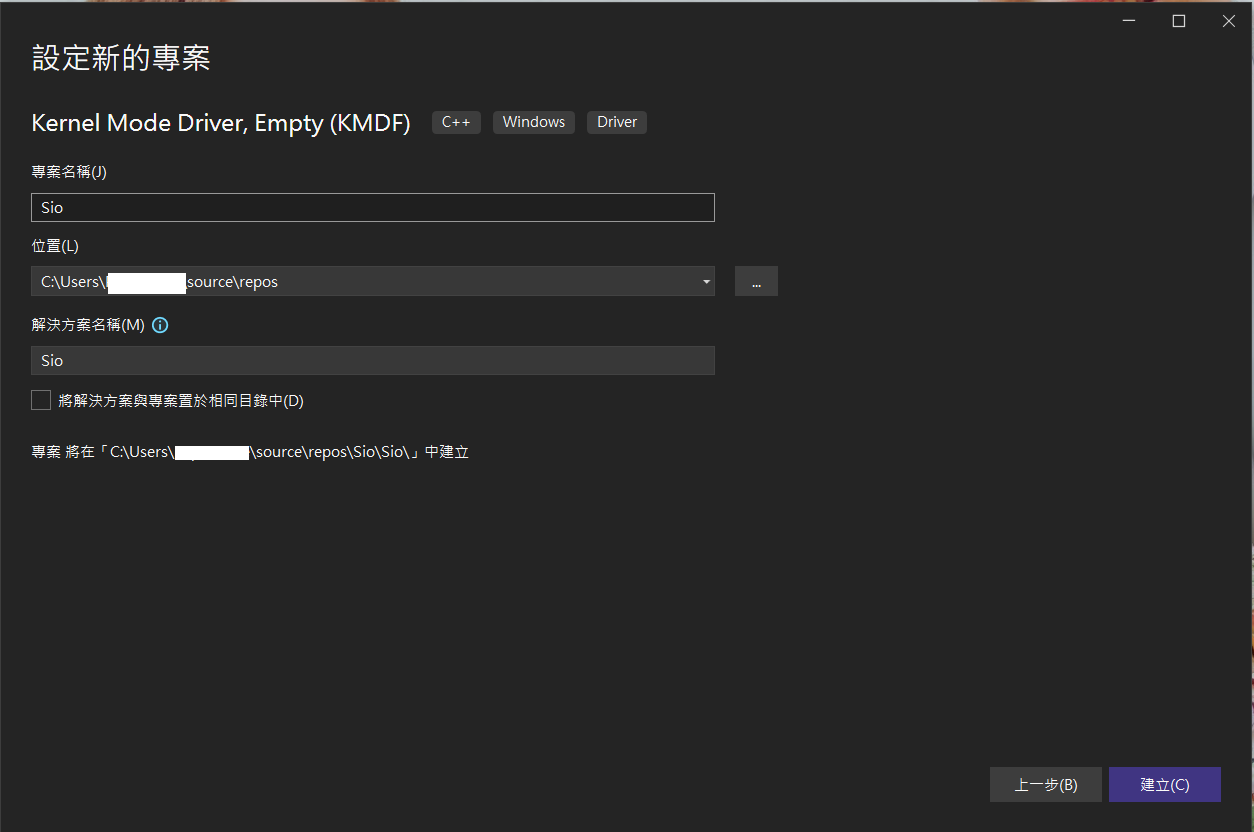 設定新的專案
Kernel Mode Driver, Empty (KMDF) C++ Windows Driver
專案名稱(J)
Sio
位置(L)
C:\Users\ \source\repos ...
解決方案名稱(M)
Sio
將解決方案與專案置於相同目錄中(D)
專案 將在「C:\Users\ \source\repos\Sio\Sio\」中建立
上一步(B) 建立(C)